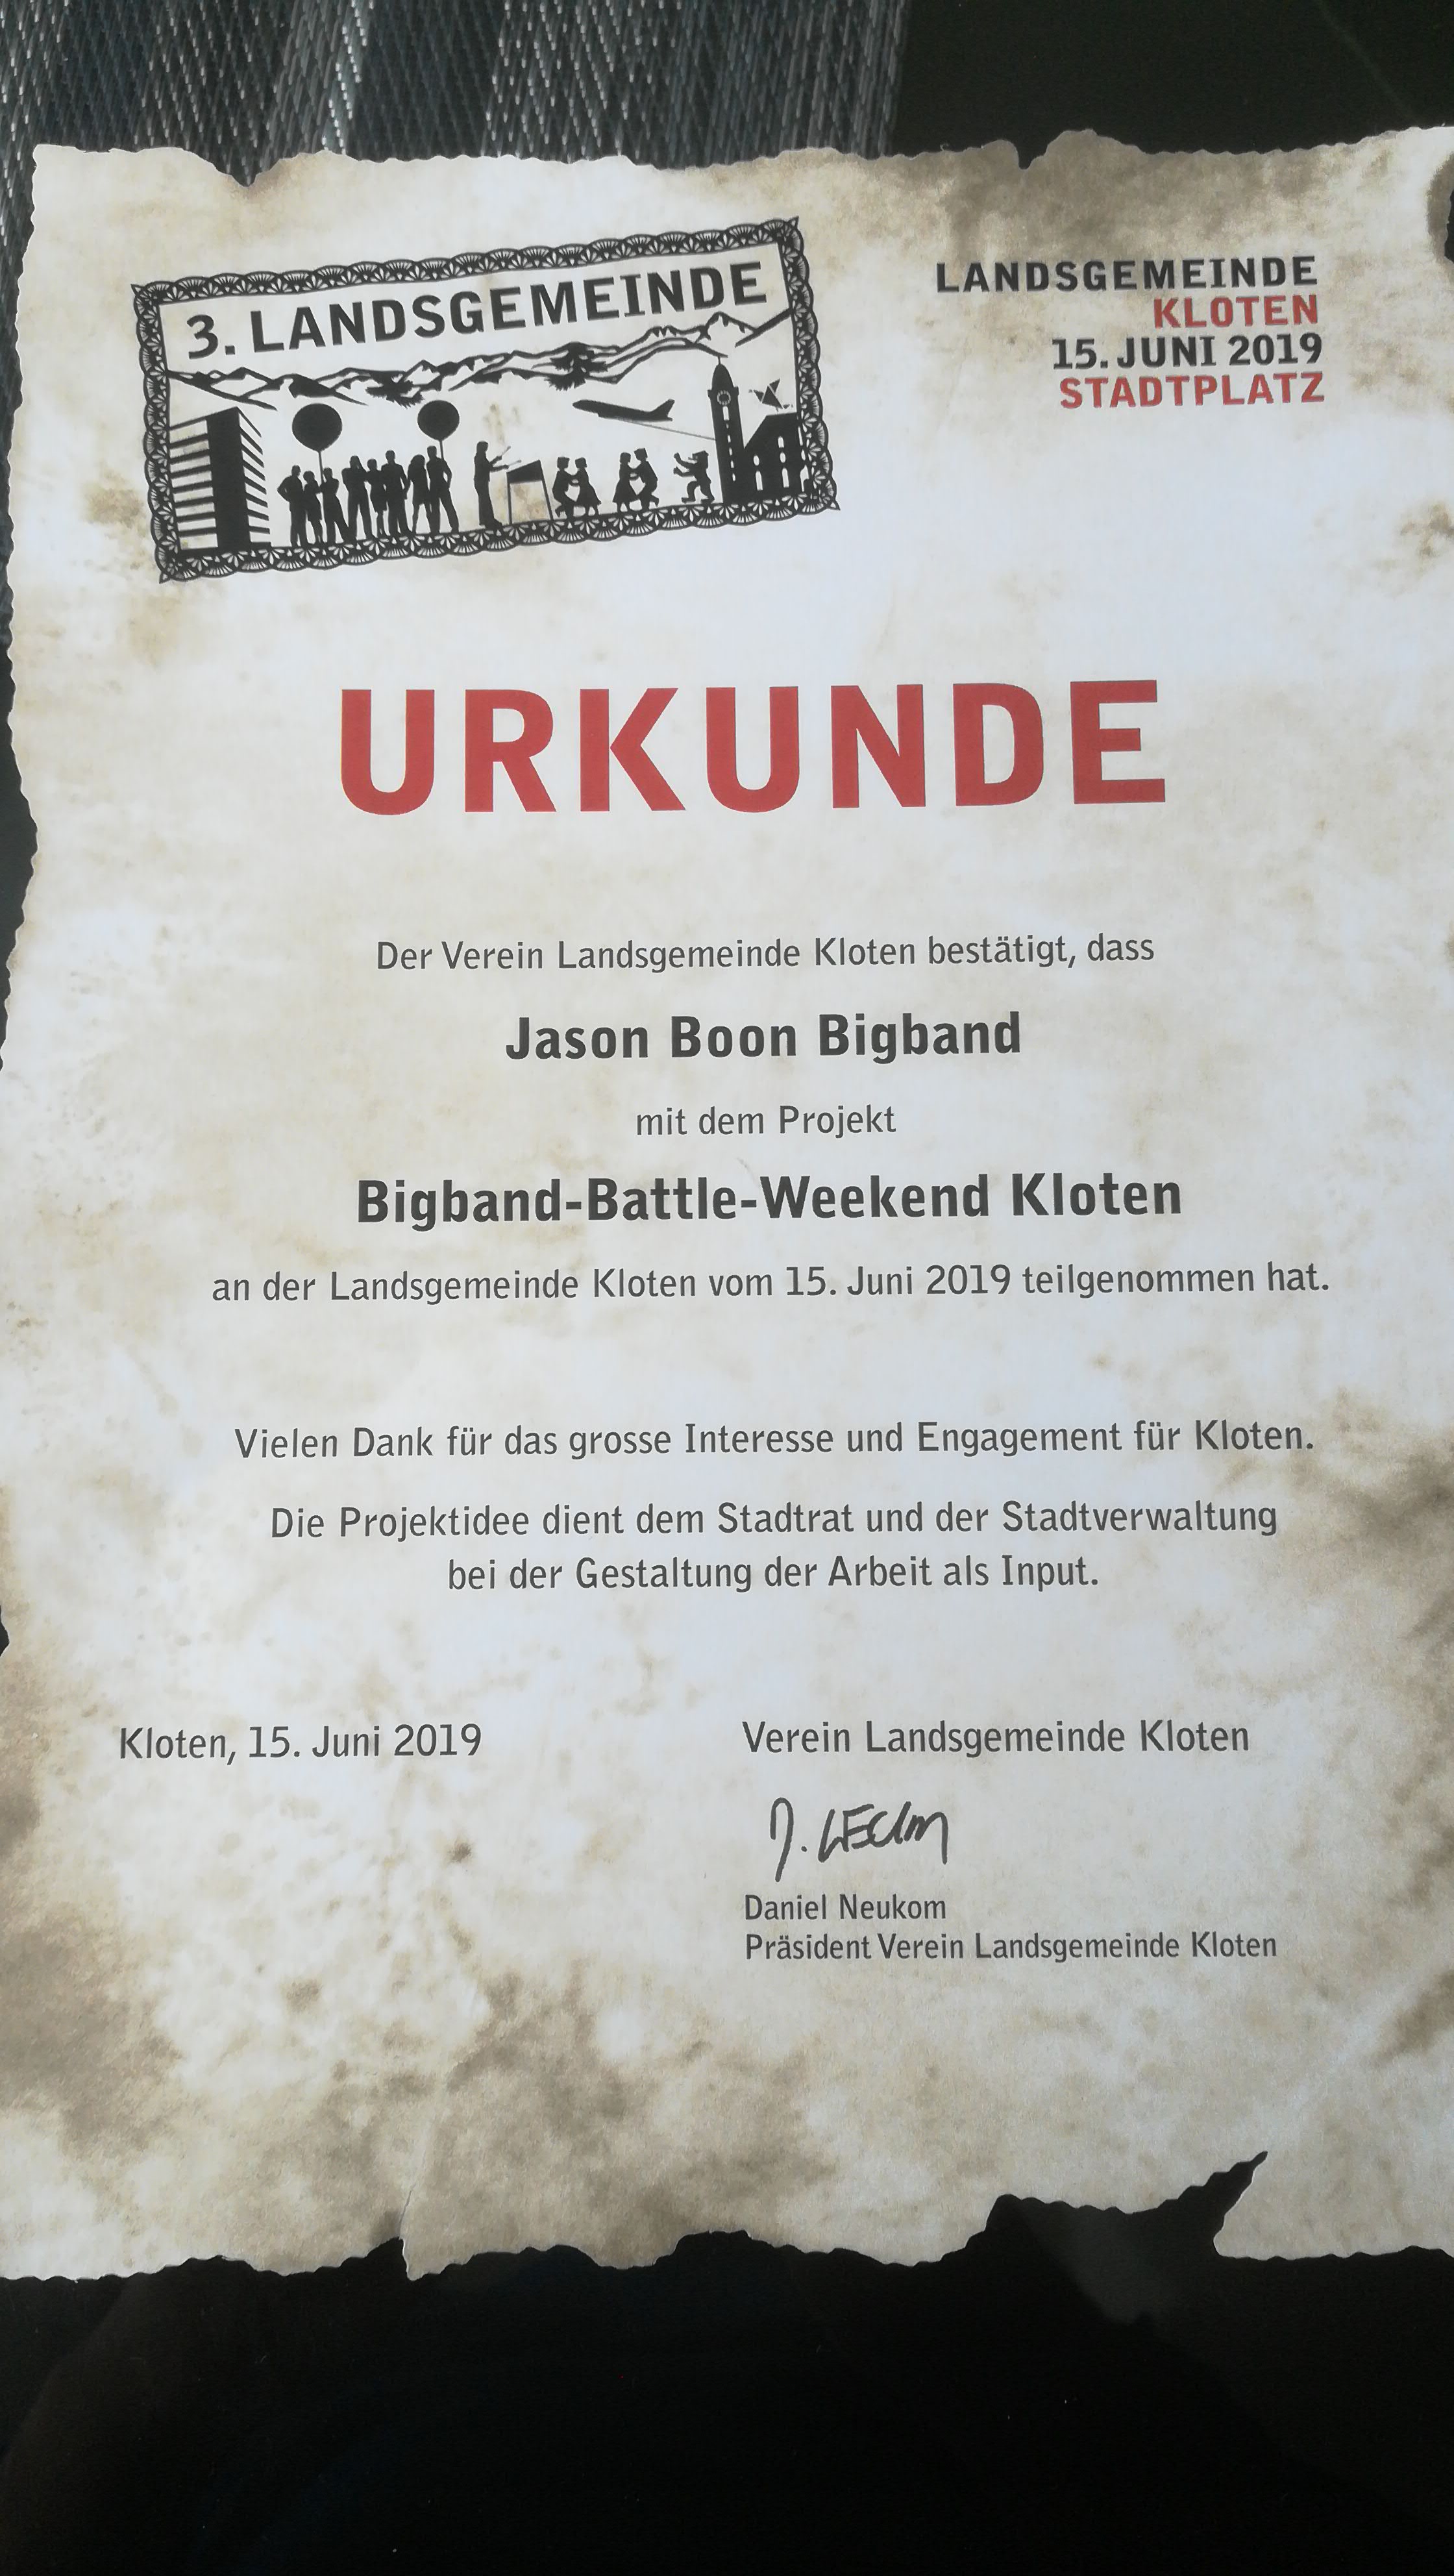 3. LANDSGEMEINDE
LANDSGEMEINDE
KLOTEN
15. JUNI 2019
STADTPLATZ
URKUNDE
Der Verein Landsgemeinde Kloten bestätigt, dass
Jason Boon Bigband
mit dem Projekt
Bigband-Battle-Weekend Kloten
an der Landsgemeinde Kloten vom 15. Juni 2019 teilgenommen hat.
Vielen Dank für das grosse Interesse und Engagement für Kloten.
Die Projektidee dient dem Stadtrat und der Stadtverwaltung
bei der Gestaltung der Arbeit als Input.
Kloten, 15. Juni 2019
Verein Landsgemeinde Kloten
Daniel Neukom
Präsident Verein Landsgemeinde Kloten